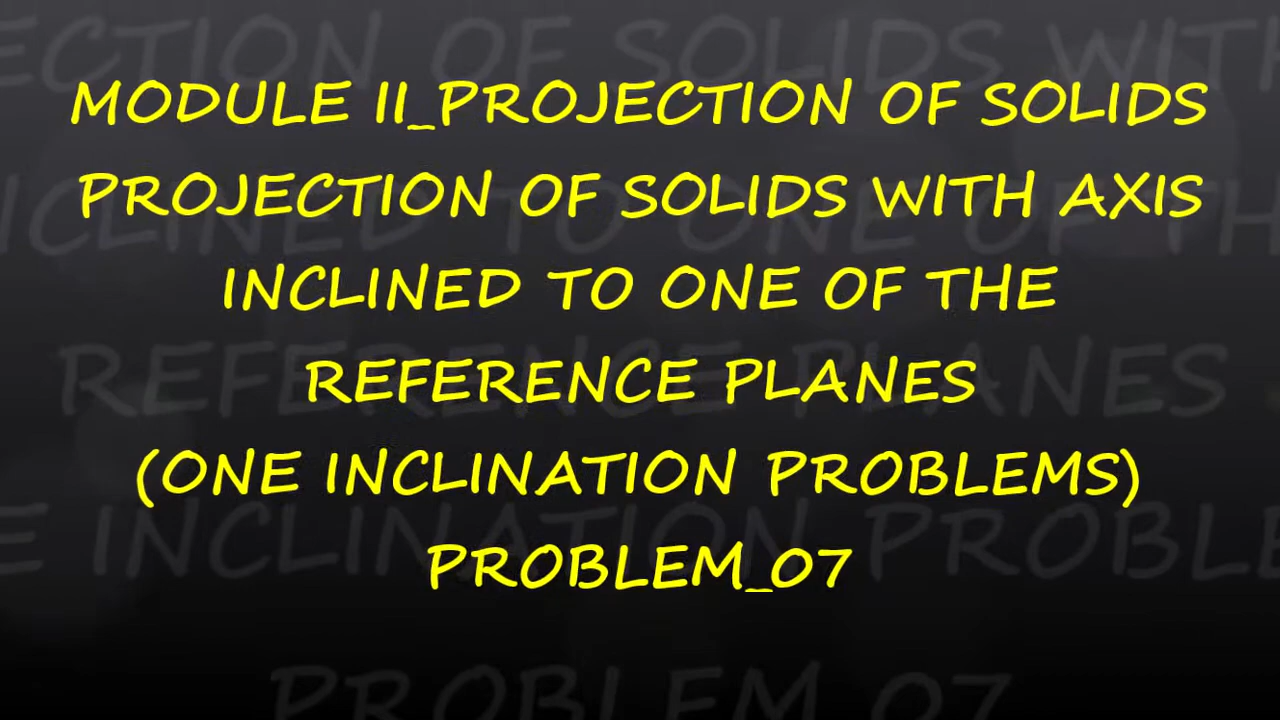 MODULE II_PROJECTION OF SOLIDS
PROJECTION OF SOLIDS WITH AXIS
INCLINED TO ONE OF THE
REFERENCE PLANES
(ONE INCLINATION PROBLEMS)
PROBLEM_07